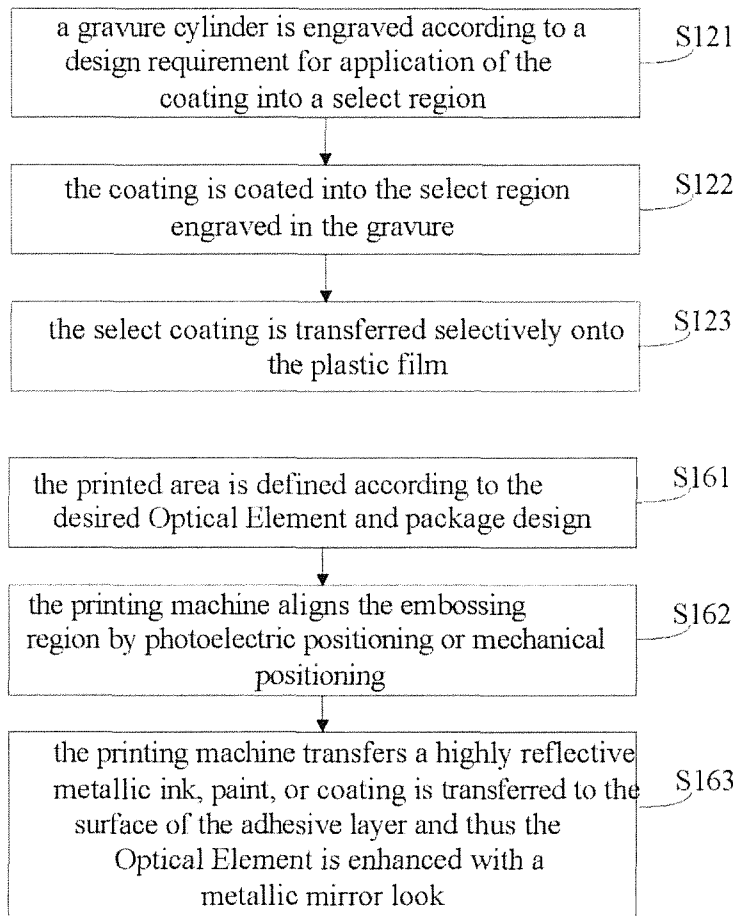 a gravure cylinder is engraved according to a
design requirement for application of the
coating into a select region
S121
the coating is coated into the select region
engraved in the gravure
S122
the select coating is transferred selectively onto
the plastic film
S123
the printed area is defined according to the
desired Optical Element and package design
S161
the printing machine aligns the embossing
region by photoelectric positioning or mechanical
positioning
S162
the printing machine transfers a highly reflective
metallic ink, paint, or coating is transferred to the
surface of the adhesive layer and thus the
Optical Element is enhanced with a
metallic mirror look
S163